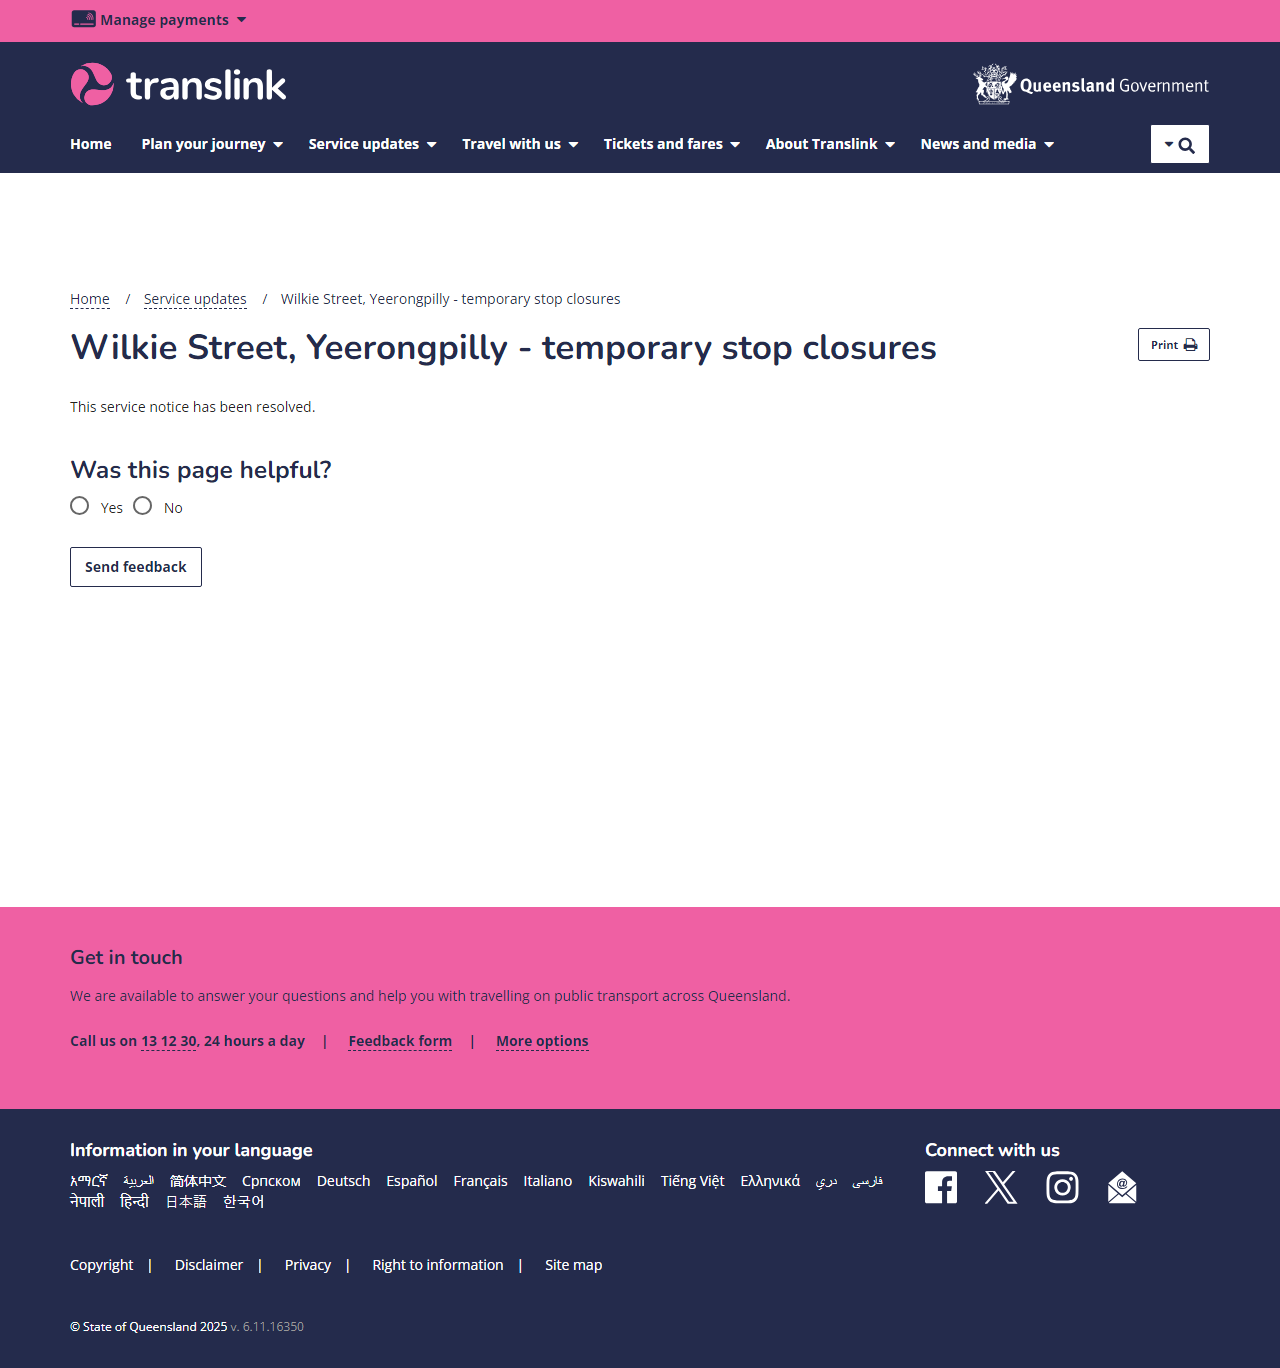 Manage payments
translink
Queensland Government
Home Plan your journey Service updates Travel with us Tickets and fares About Translink News and media
Home / Service updates / Wilkie Street, Yeerongpilly - temporary stop closures
Wilkie Street, Yeerongpilly - temporary stop closures
Print
This service notice has been resolved.
Was this page helpful?
Yes No
Send feedback
Get in touch
We are available to answer your questions and help you with travelling on public transport across Queensland.
Call us on 13 12 30, 24 hours a day | Feedback form | More options
Information in your language
አማርኛ العربية 简体中文 Српском Deutsch Español Français Italiano Kiswahili Tiếng Việt Ελληνικά دري فارسی
नेपाली हिन्दी 日本語 한국어
Connect with us
Copyright | Disclaimer | Privacy | Right to information | Site map
© State of Queensland 2025 v. 6.11.16350